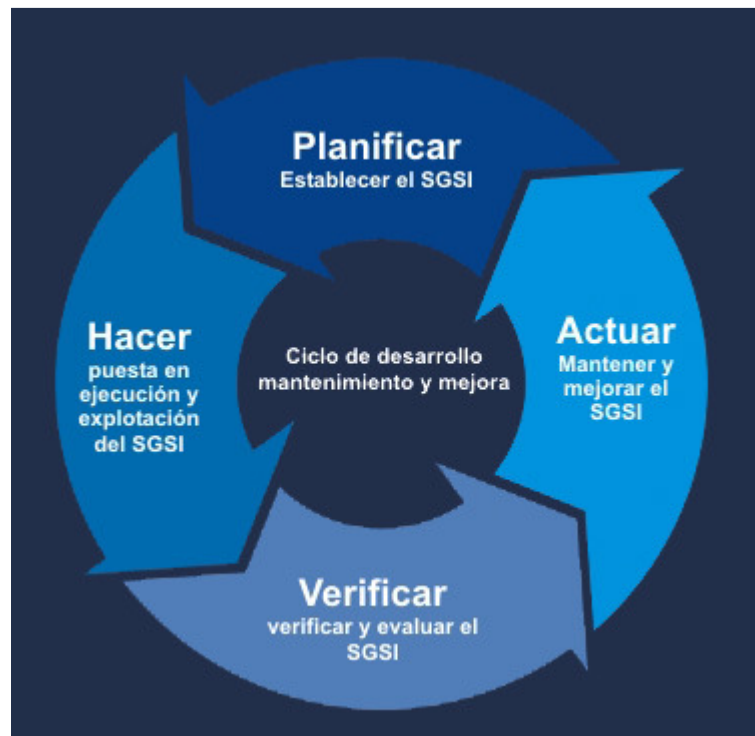 Planificar
Establecer el SGSI
Hacer
puesta en
ejecución y
explotación
del SGSI
Ciclo de desarrollo
mantenimiento y mejora
Actuar
Mantener y
mejorar el
SGSI
Verificar
verificar y evaluar el
SGSI